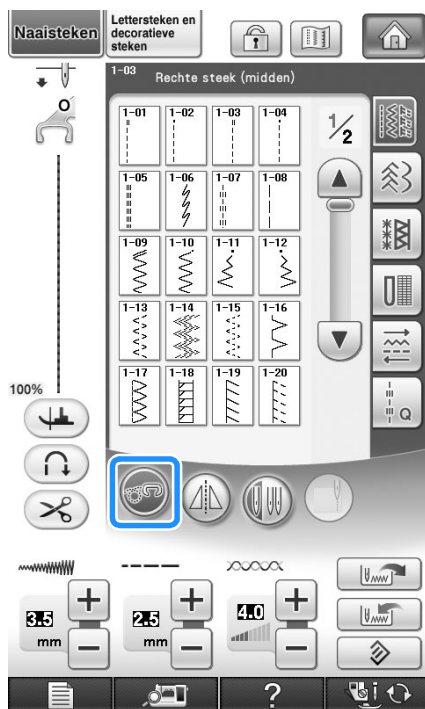 Naaisteken
Lettersteken en
decoratieve
steken
1-03
Rechte steek (midden)
1-01 1-02 1-03 1-04
1/2
1-05 1-06 1-07 1-08
1-09 1-10 1-11 1-12
1-13 1-14 1-15 1-16
1-17 1-18 1-19 1-20
O
100%
Q
3.5
mm
2.5
mm
4.0
?